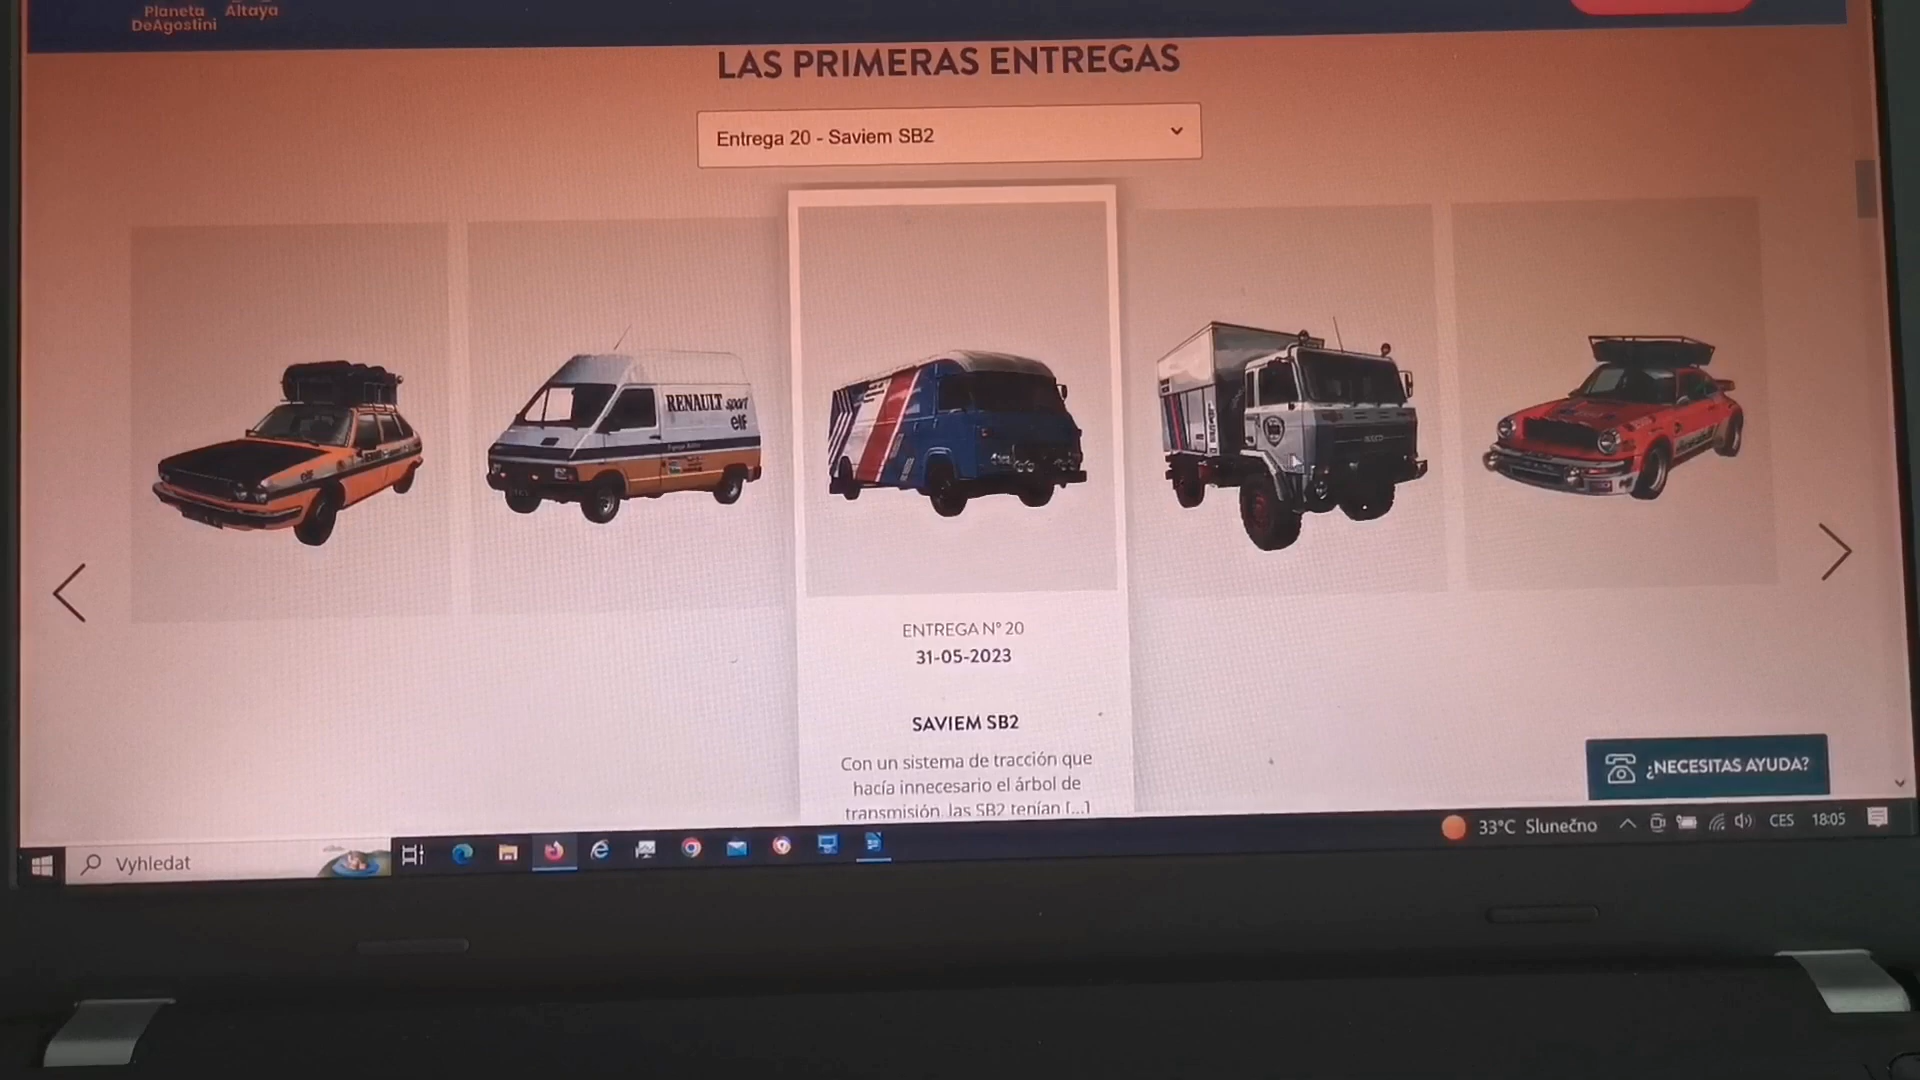 Planeta
DeAgostini
Altaya
LAS PRIMERAS ENTREGAS
Entrega 20 - Saviem SB2
RENAULT sport
elf
elf
IVECO
ENTREGA Nº 20
31-05-2023
SAVIEM SB2
Con un sistema de tracción que
hacía innecesario el árbol de
transmisión, las SB2 tenían [...]
¿NECESITAS AYUDA?
Vyhledat
33°C Slunečno
CES
18:05